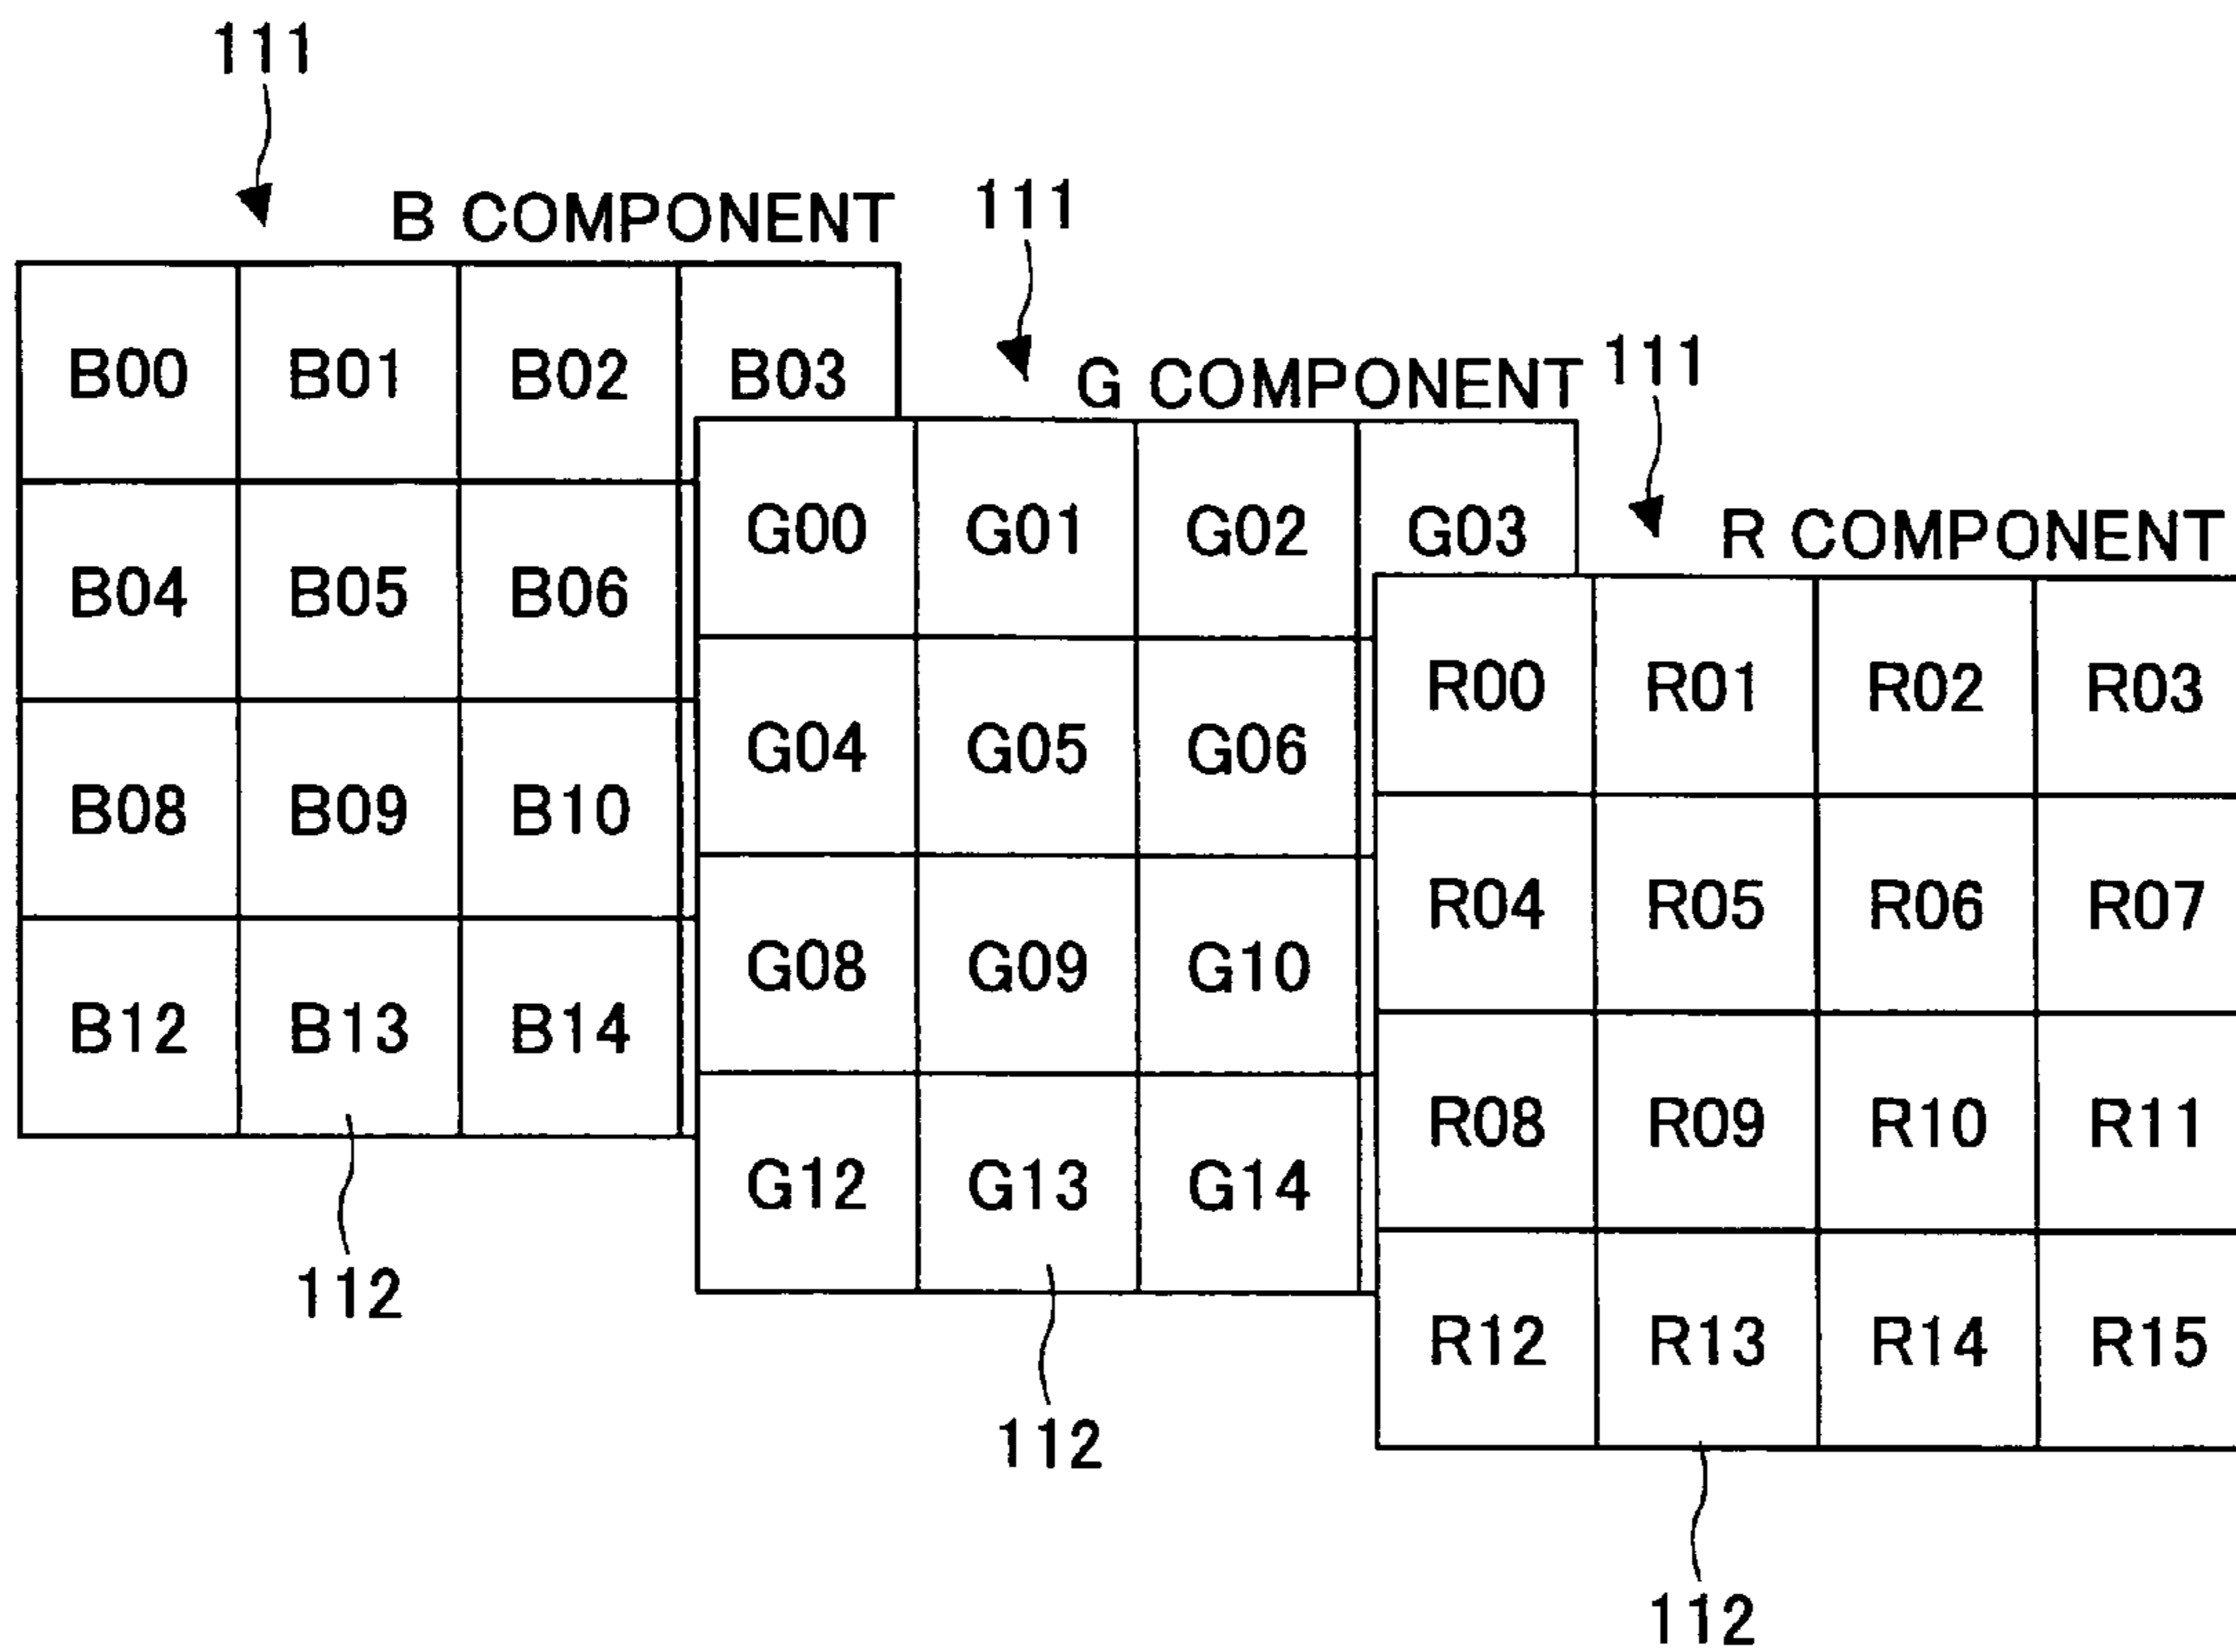 111
B COMPONENT
B00 B01 B02 B03
B04 B05 B06
B08 B09 B10
B12 B13 B14
112
111
G COMPONENT
G00 G01 G02 G03
G04 G05 G06
G08 G09 G10
G12 G13 G14
112
111
R COMPONENT
R00 R01 R02 R03
R04 R05 R06 R07
R08 R09 R10 R11
R12 R13 R14 R15
112